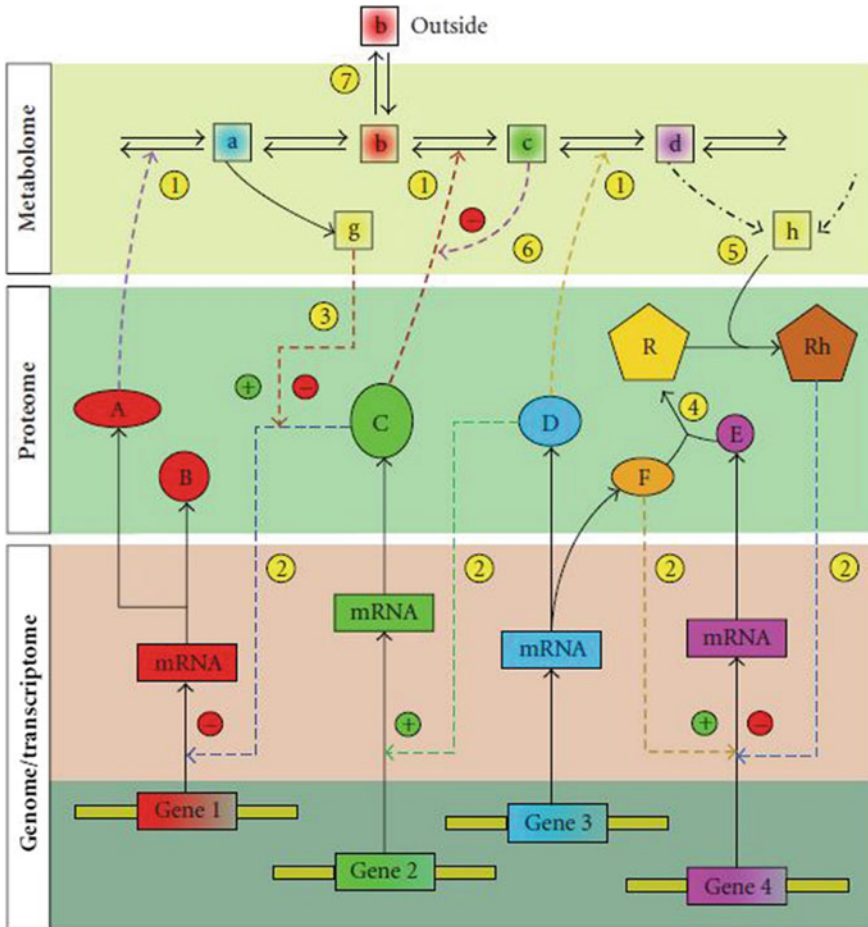 b Outside
7
Metabolome
a b c d
1 1 1
− 6
g 5 h
Proteome
3
+ −
R Rh
A C D 4 E
B F
Genome/transcriptome
2 2 2 2
mRNA
mRNA mRNA mRNA
− + + −
Gene 1
Gene 2 Gene 3
Gene 4